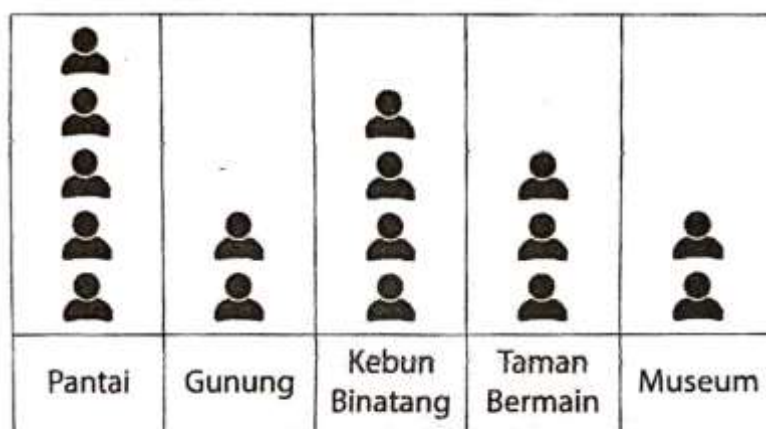 Pantai
Gunung
Kebun
Binatang
Taman
Bermain
Museum